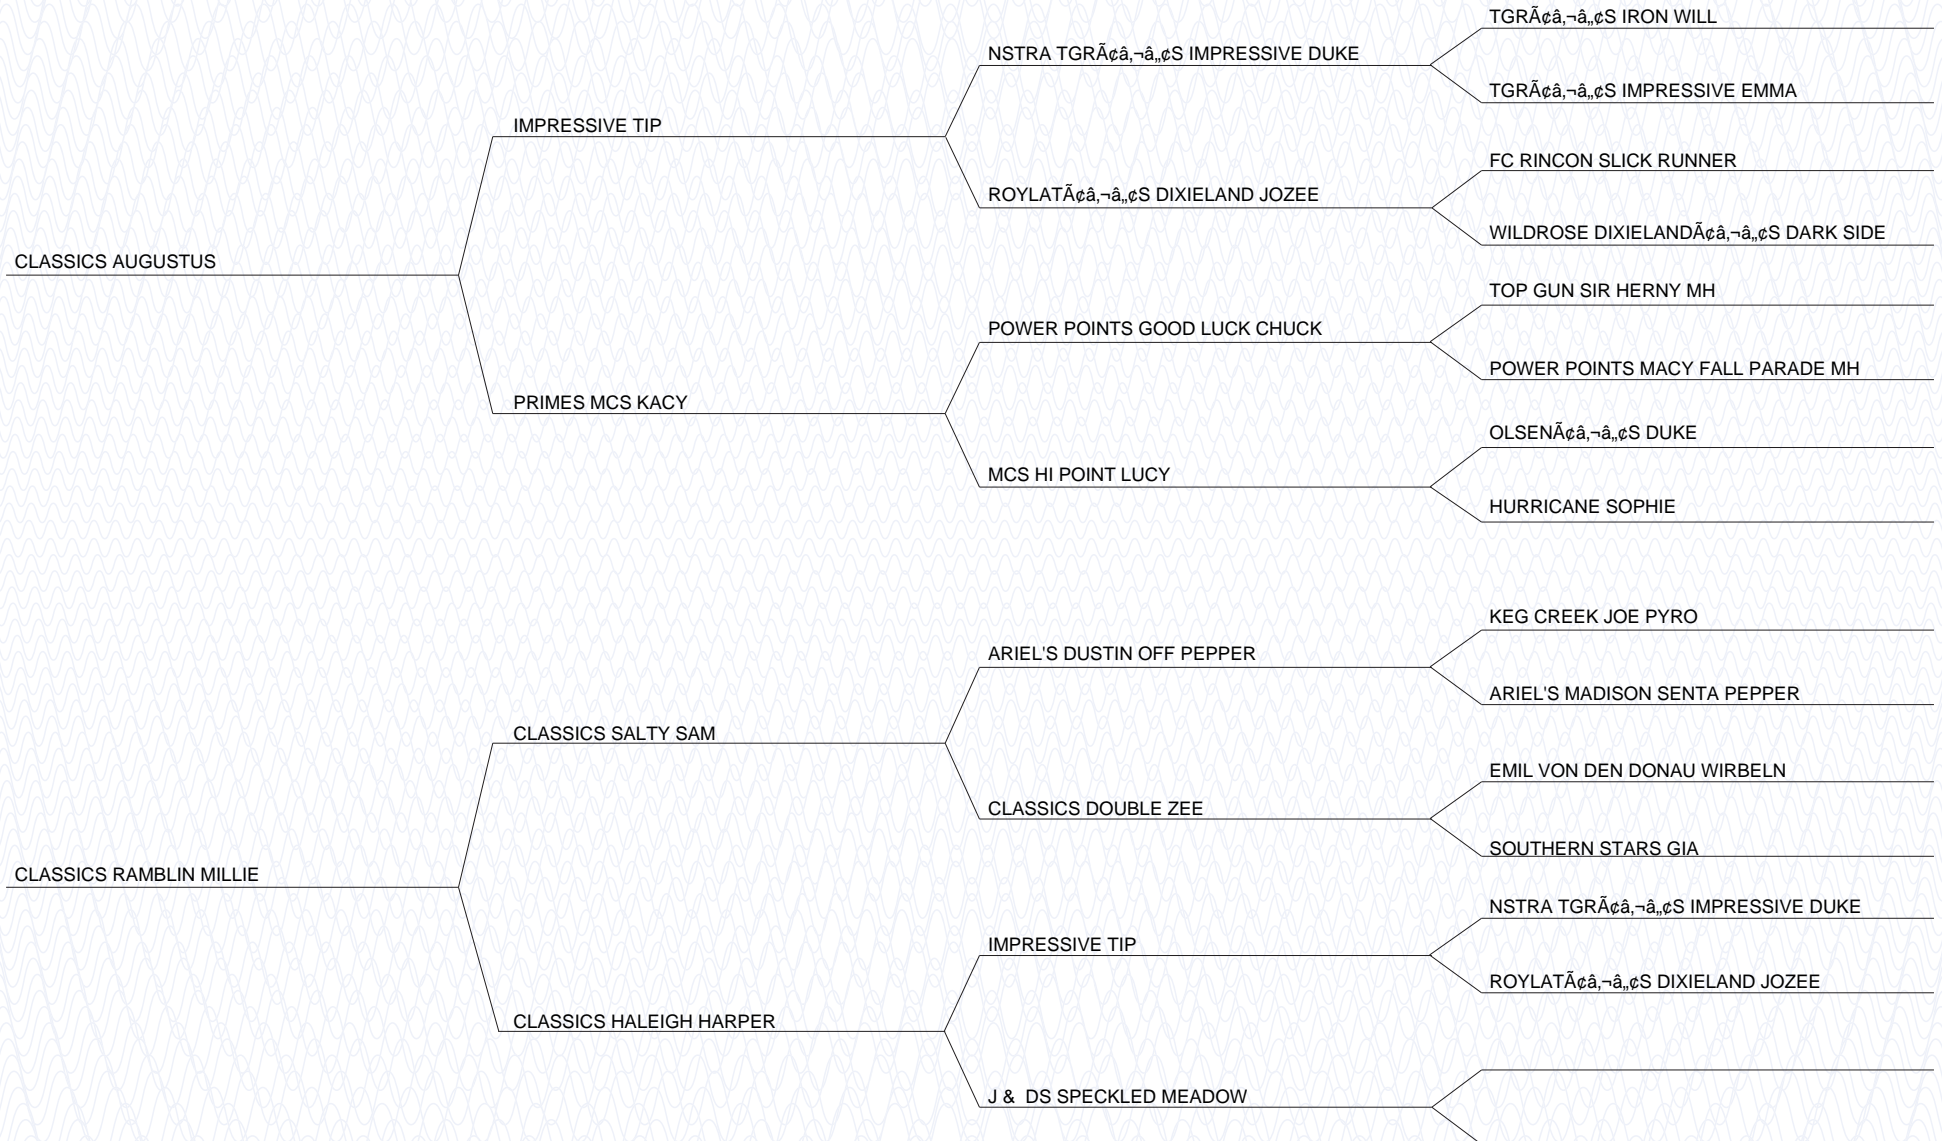 TGRÃ¢â‚¬â„¢S IRON WILL
NSTRA TGRÃ¢â‚¬â„¢S IMPRESSIVE DUKE
TGRÃ¢â‚¬â„¢S IMPRESSIVE EMMA
IMPRESSIVE TIP
FC RINCON SLICK RUNNER
ROYLATÃ¢â‚¬â„¢S DIXIELAND JOZEE
WILDROSE DIXIELANDÃ¢â‚¬â„¢S DARK SIDE
CLASSICS AUGUSTUS
TOP GUN SIR HERNY MH
POWER POINTS GOOD LUCK CHUCK
POWER POINTS MACY FALL PARADE MH
PRIMES MCS KACY
OLSENÃ¢â‚¬â„¢S DUKE
MCS HI POINT LUCY
HURRICANE SOPHIE
KEG CREEK JOE PYRO
ARIEL'S DUSTIN OFF PEPPER
ARIEL'S MADISON SENTA PEPPER
CLASSICS SALTY SAM
EMIL VON DEN DONAU WIRBELN
CLASSICS DOUBLE ZEE
SOUTHERN STARS GIA
CLASSICS RAMBLIN MILLIE
NSTRA TGRÃ¢â‚¬â„¢S IMPRESSIVE DUKE
IMPRESSIVE TIP
ROYLATÃ¢â‚¬â„¢S DIXIELAND JOZEE
CLASSICS HALEIGH HARPER
J &  DS SPECKLED MEADOW